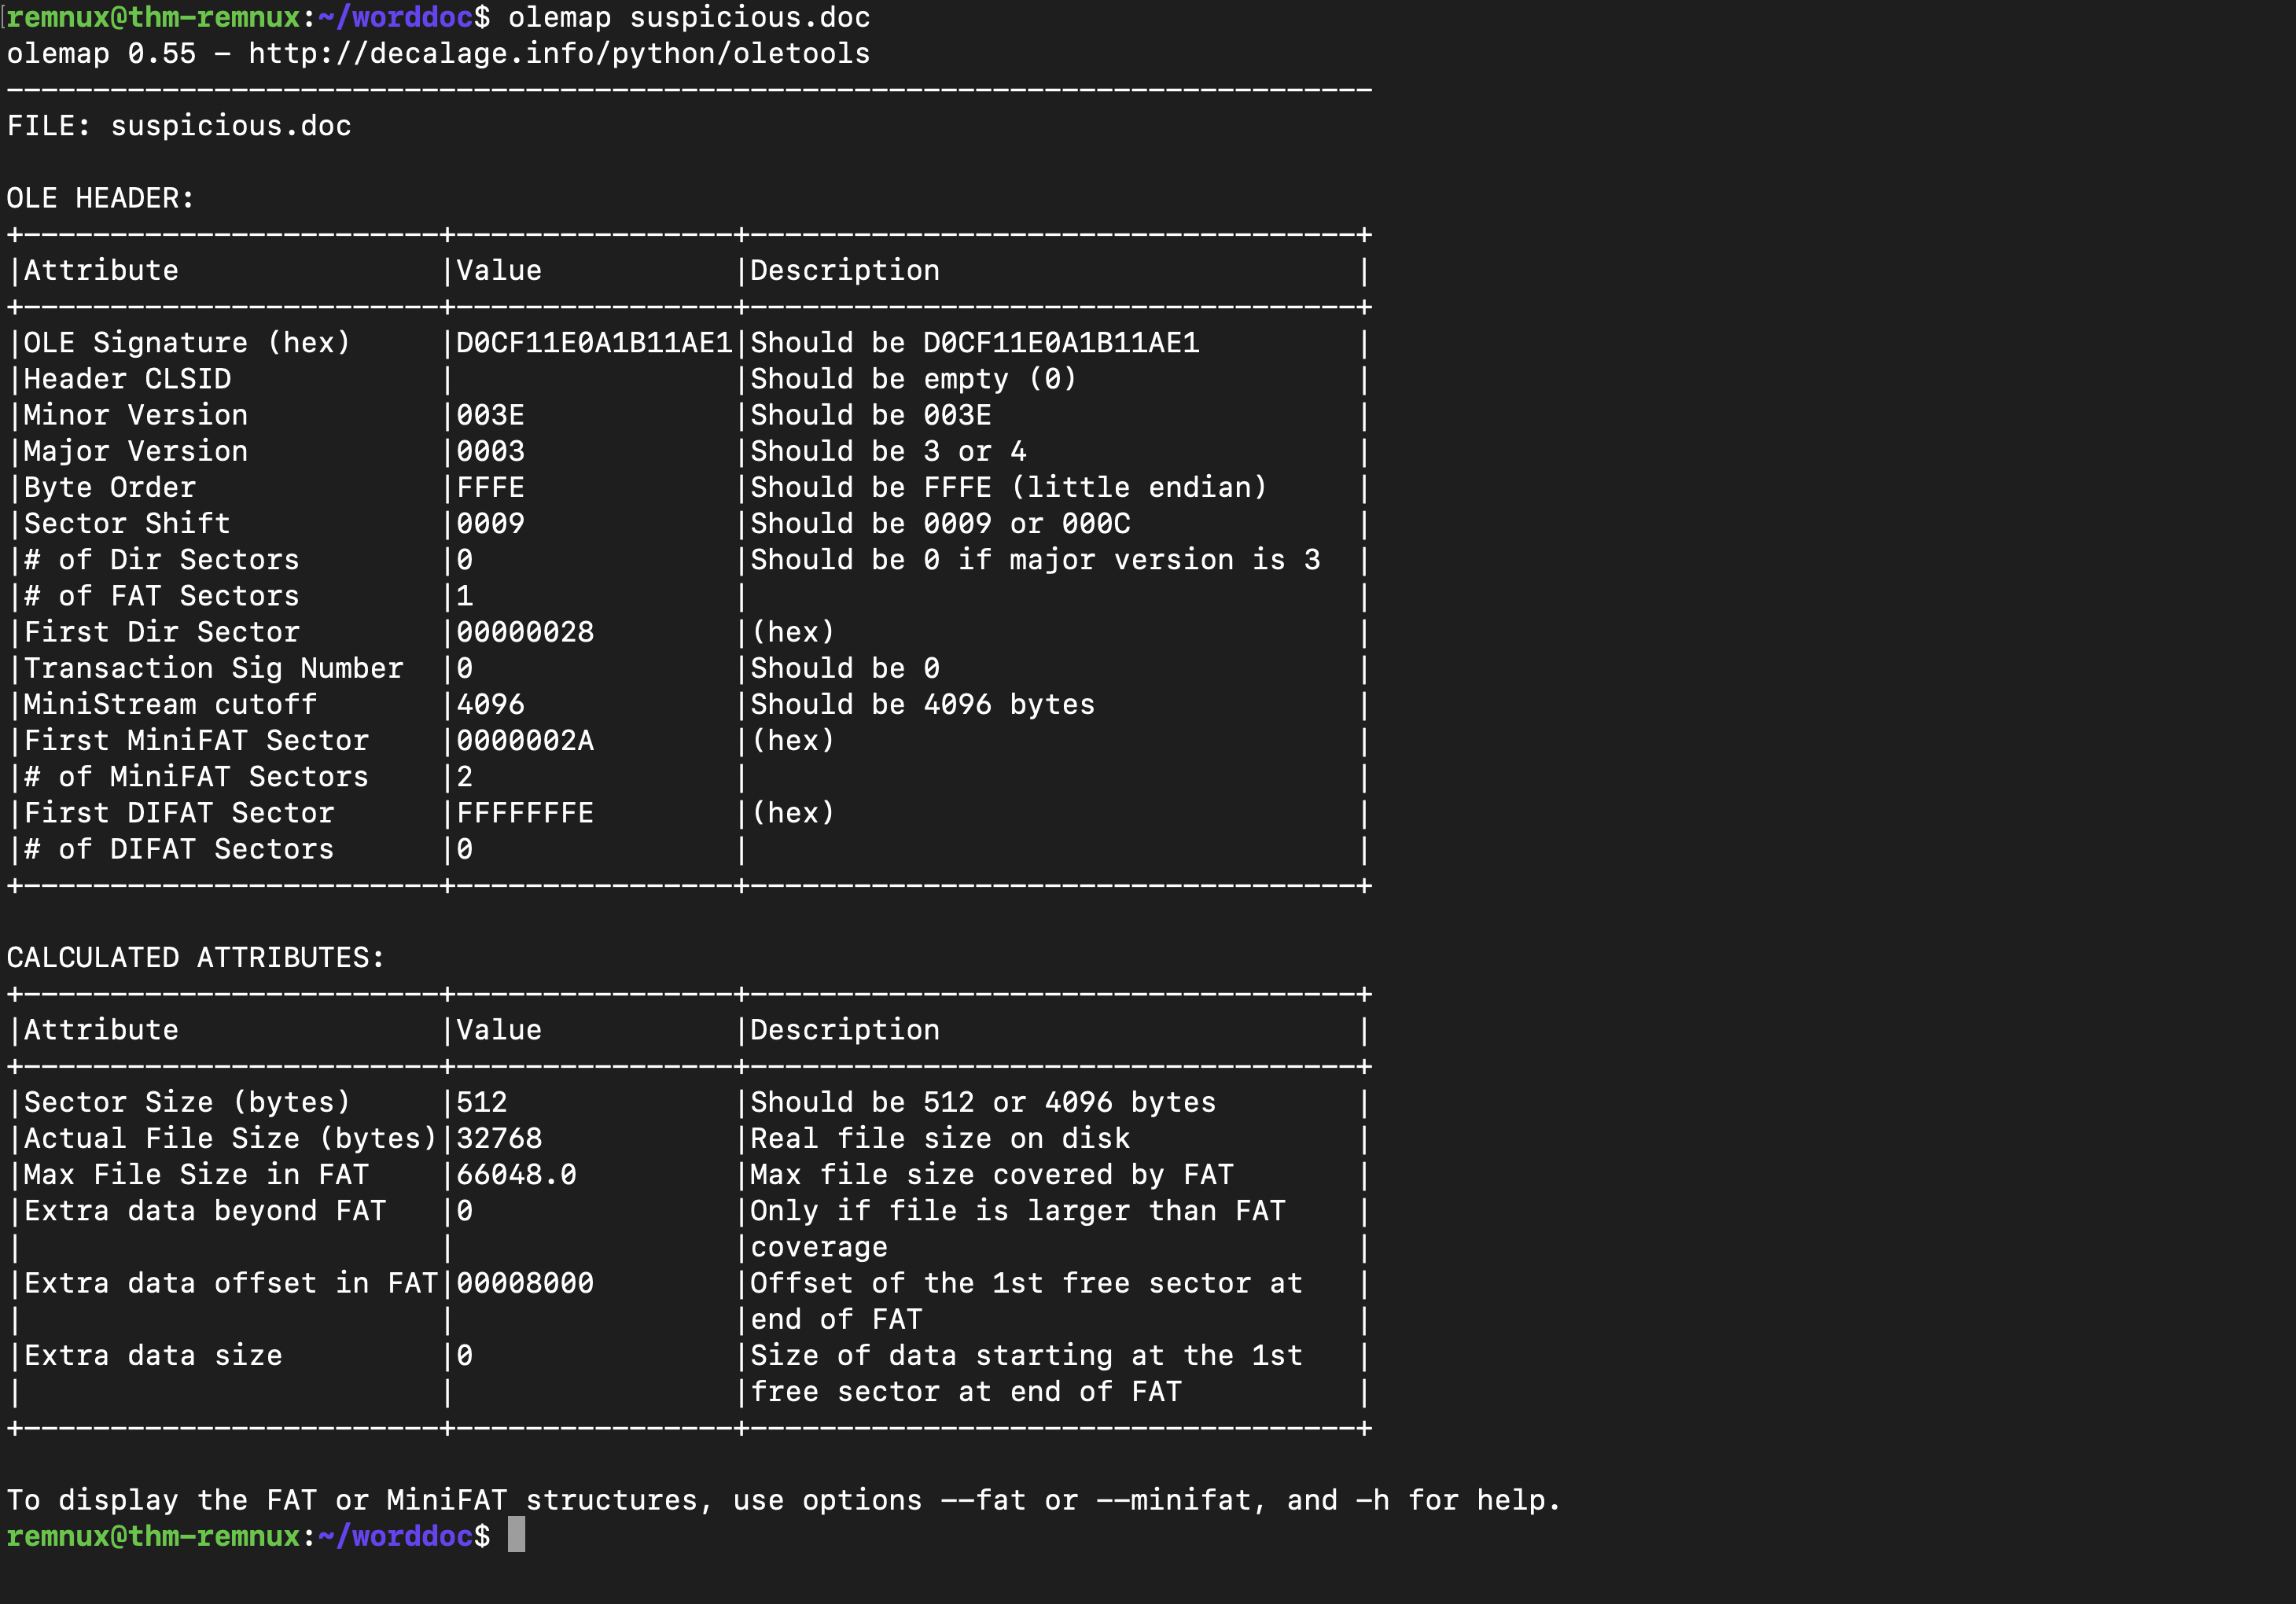 remnux@thm-remnux:~/worddoc$ olemap suspicious.doc
olemap 0.55 - http://decalage.info/python/oletools
-------------------------------------------------------------------------------
FILE: suspicious.doc

OLE HEADER:
+------------------------+----------------+-----------------------------------+
|Attribute               |Value           |Description                        |
+------------------------+----------------+-----------------------------------+
|OLE Signature (hex)     |D0CF11E0A1B11AE1|Should be D0CF11E0A1B11AE1         |
|Header CLSID            |                |Should be empty (0)                |
|Minor Version           |003E            |Should be 003E                     |
|Major Version           |0003            |Should be 3 or 4                   |
|Byte Order              |FFFE            |Should be FFFE (little endian)     |
|Sector Shift            |0009            |Should be 0009 or 000C             |
|# of Dir Sectors        |0               |Should be 0 if major version is 3  |
|# of FAT Sectors        |1               |                                   |
|First Dir Sector        |00000028        |(hex)                              |
|Transaction Sig Number  |0               |Should be 0                        |
|MiniStream cutoff       |4096            |Should be 4096 bytes               |
|First MiniFAT Sector    |0000002A        |(hex)                              |
|# of MiniFAT Sectors    |2               |                                   |
|First DIFAT Sector      |FFFFFFFE        |(hex)                              |
|# of DIFAT Sectors      |0               |                                   |
+------------------------+----------------+-----------------------------------+

CALCULATED ATTRIBUTES:
+------------------------+----------------+-----------------------------------+
|Attribute               |Value           |Description                        |
+------------------------+----------------+-----------------------------------+
|Sector Size (bytes)     |512             |Should be 512 or 4096 bytes        |
|Actual File Size (bytes)|32768           |Real file size on disk             |
|Max File Size in FAT    |66048.0         |Max file size covered by FAT       |
|Extra data beyond FAT   |0               |Only if file is larger than FAT    |
|                        |                |coverage                           |
|Extra data offset in FAT|00008000        |Offset of the 1st free sector at   |
|                        |                |end of FAT                         |
|Extra data size         |0               |Size of data starting at the 1st   |
|                        |                |free sector at end of FAT          |
+------------------------+----------------+-----------------------------------+

To display the FAT or MiniFAT structures, use options --fat or --minifat, and -h for help.
remnux@thm-remnux:~/worddoc$